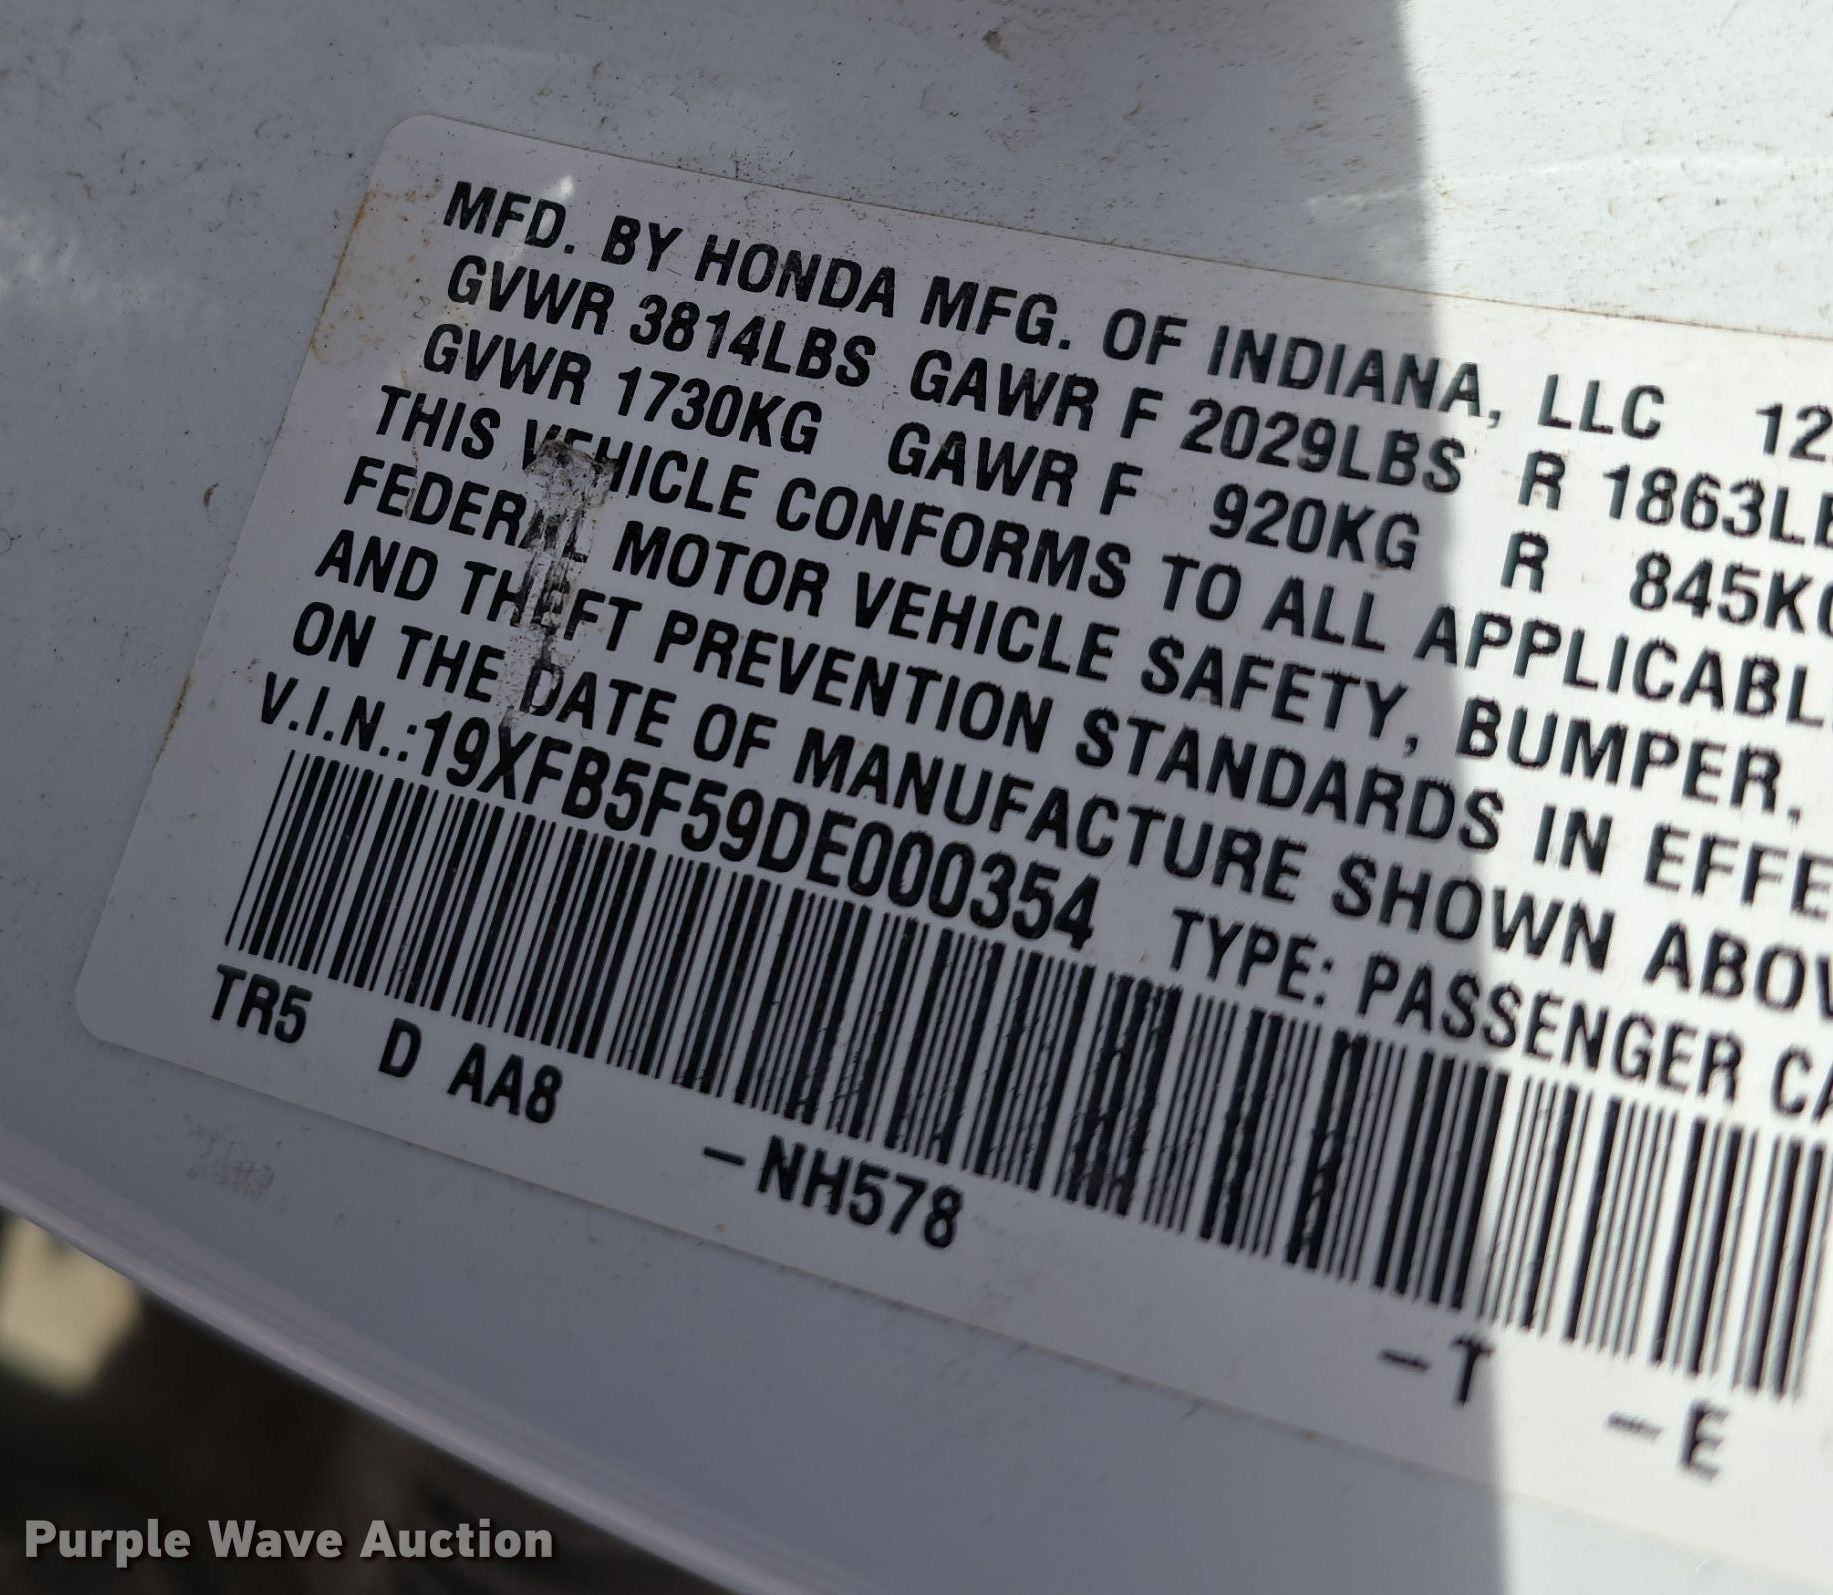 MFD. BY HONDA MFG. OF INDIANA, LLC 12
GVWR 3814LBS GAWR F 2029LBS R 1863LB
GVWR 1730KG GAWR F 920KG R 845KG
THIS VEHICLE CONFORMS TO ALL APPLICABL
FEDERAL MOTOR VEHICLE SAFETY, BUMPER,
AND THEFT PREVENTION STANDARDS IN EFFE
ON THE DATE OF MANUFACTURE SHOWN ABOV
V.I.N.:19XFB5F59DE000354 TYPE: PASSENGER CA
TR5 D AA8 –NH578 –T –E
Purple Wave Auction